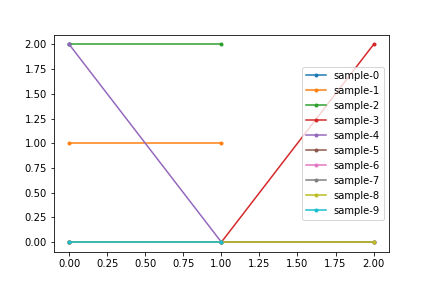 2.00
1.75
1.50
1.25
1.00
0.75
0.50
0.25
0.00
0.00 0.25 0.50 0.75 1.00 1.25 1.50 1.75 2.00
sample-0
sample-1
sample-2
sample-3
sample-4
sample-5
sample-6
sample-7
sample-8
sample-9